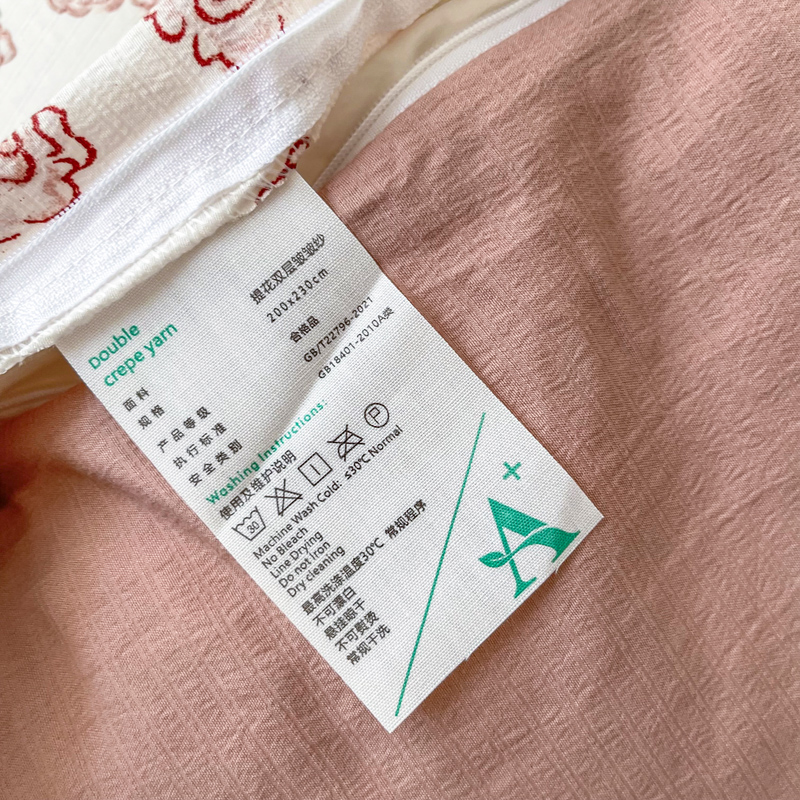 Double
crepe yarn
面料 提花双层皱皱纱
规格 200x230cm
产品等级 合格品
执行标准 GB/T22796-2021
安全类别 GB18401-2010A类
Washing Instructions:
使用及维护说明
30 P
Machine Wash Cold: ≤30℃ Normal
No Bleach
Line Drying
Do not iron
Dry cleaning
最高洗涤温度30℃ 常规程序
不可漂白
悬挂晾干
不可熨烫
常规干洗
A+